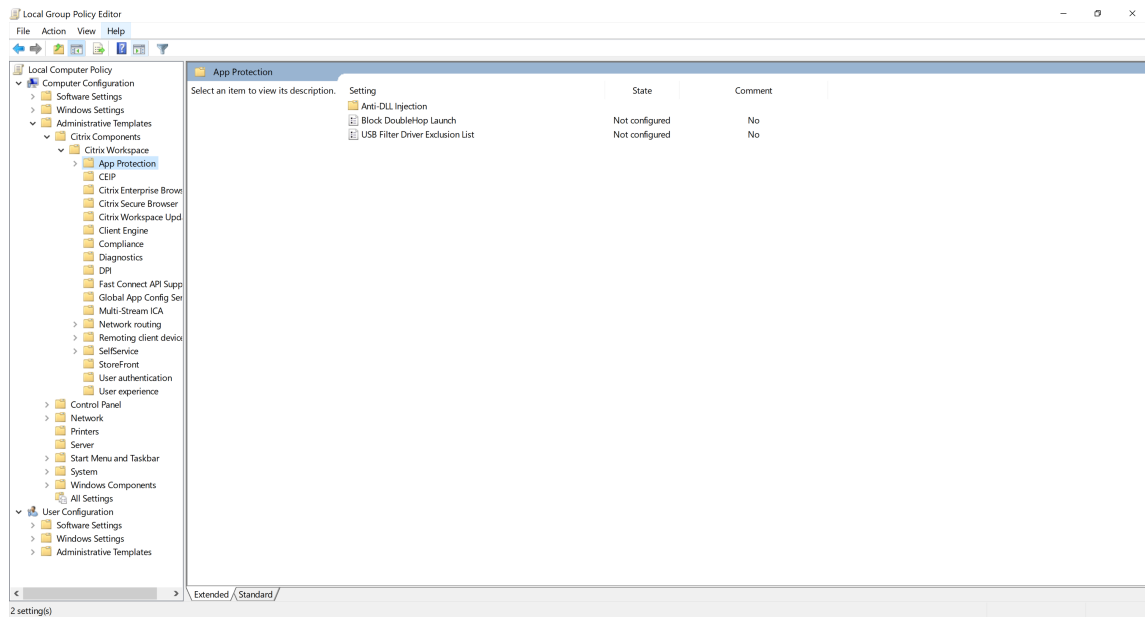 Local Group Policy Editor
File Action View Help
Local Computer Policy
Computer Configuration
Software Settings
Windows Settings
Administrative Templates
Citrix Components
Citrix Workspace
App Protection
CEIP
Citrix Enterprise Brows
Citrix Secure Browser
Citrix Workspace Upd
Client Engine
Compliance
Diagnostics
DPI
Fast Connect API Supp
Global App Config Ser
Multi-Stream ICA
Network routing
Remoting client device
SelfService
StoreFront
User authentication
User experience
Control Panel
Network
Printers
Server
Start Menu and Taskbar
System
Windows Components
All Settings
User Configuration
Software Settings
Windows Settings
Administrative Templates
App Protection
Select an item to view its description.
Setting State Comment
Anti-DLL Injection
Block DoubleHop Launch Not configured No
USB Filter Driver Exclusion List Not configured No
Extended Standard
2 setting(s)